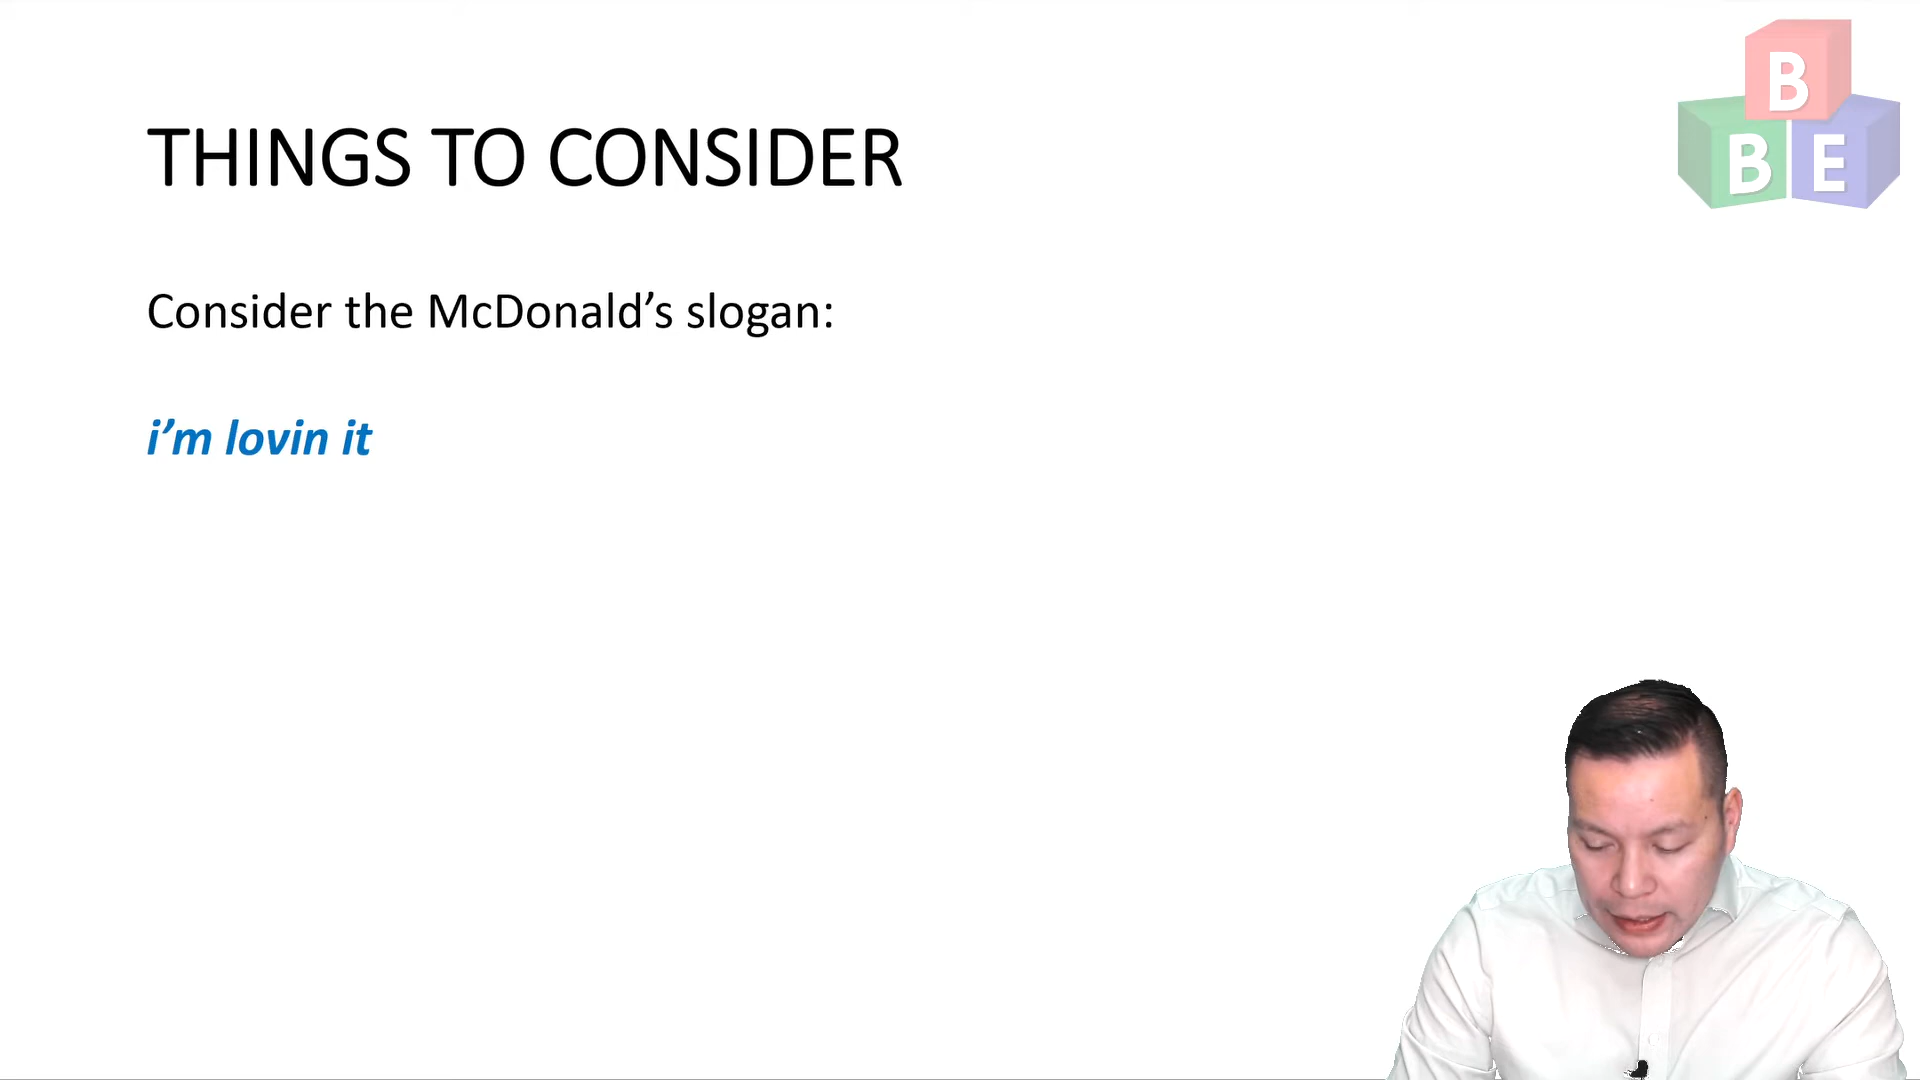 B
B E
THINGS TO CONSIDER
Consider the McDonald’s slogan:
i’m lovin it